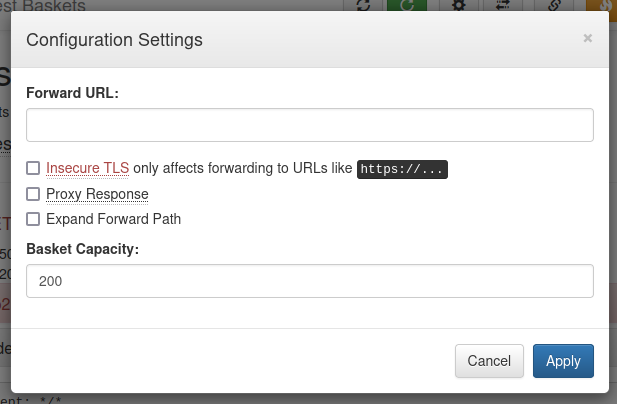 est Baskets
Configuration Settings
×
Forward URL:
Insecure TLS only affects forwarding to URLs like https://...
Proxy Response
Expand Forward Path
Basket Capacity:
200
Cancel
Apply
ent: */*